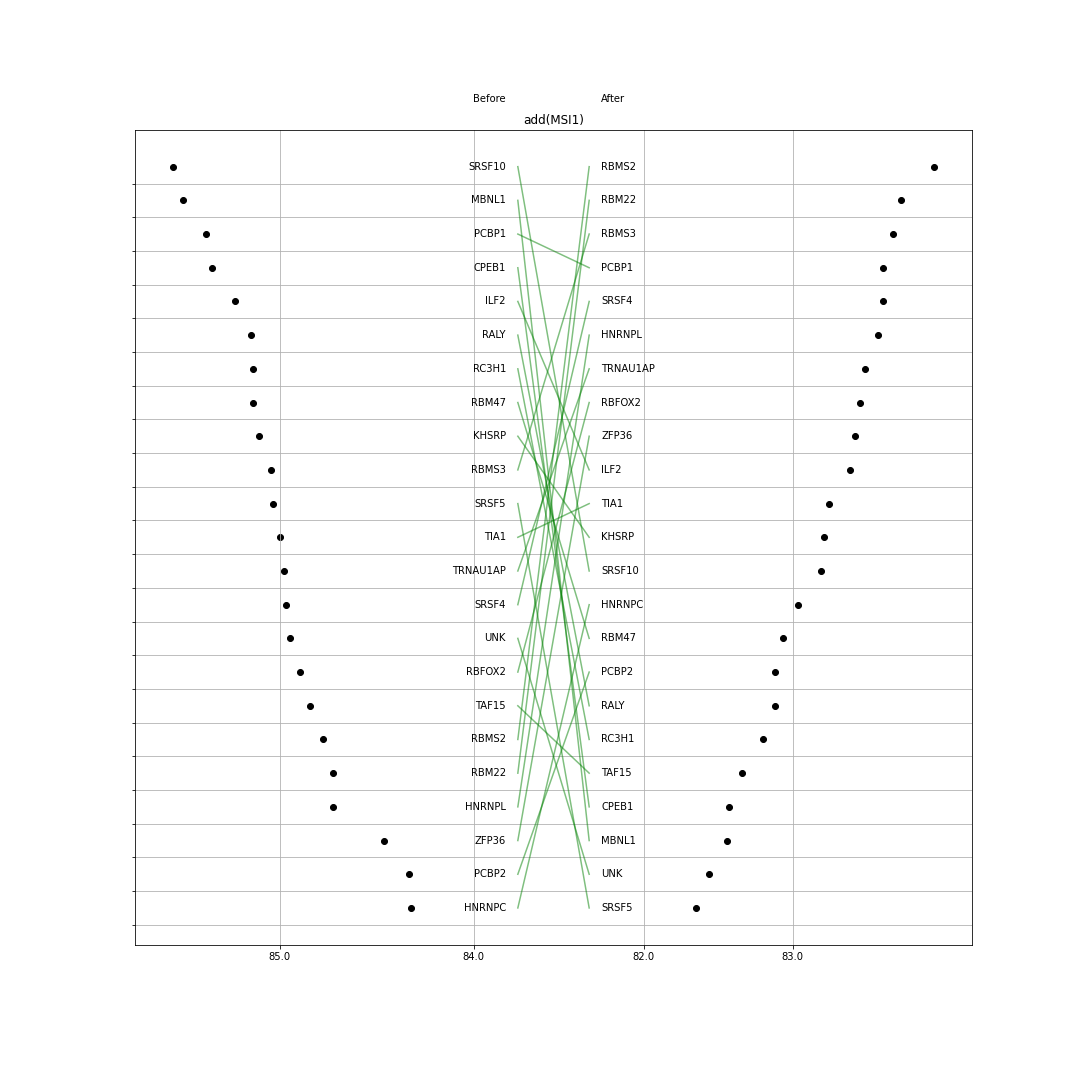 Before After
add(MSI1)
SRSF10 RBMS2
MBNL1 RBM22
PCBP1 RBMS3
CPEB1 PCBP1
ILF2 SRSF4
RALY HNRNPL
RC3H1 TRNAU1AP
RBM47 RBFOX2
KHSRP ZFP36
RBMS3 ILF2
SRSF5 TIA1
TIA1 KHSRP
TRNAU1AP SRSF10
SRSF4 HNRNPC
UNK RBM47
RBFOX2 PCBP2
TAF15 RALY
RBMS2 RC3H1
RBM22 TAF15
HNRNPL CPEB1
ZFP36 MBNL1
PCBP2 UNK
HNRNPC SRSF5
85.0 84.0 82.0 83.0